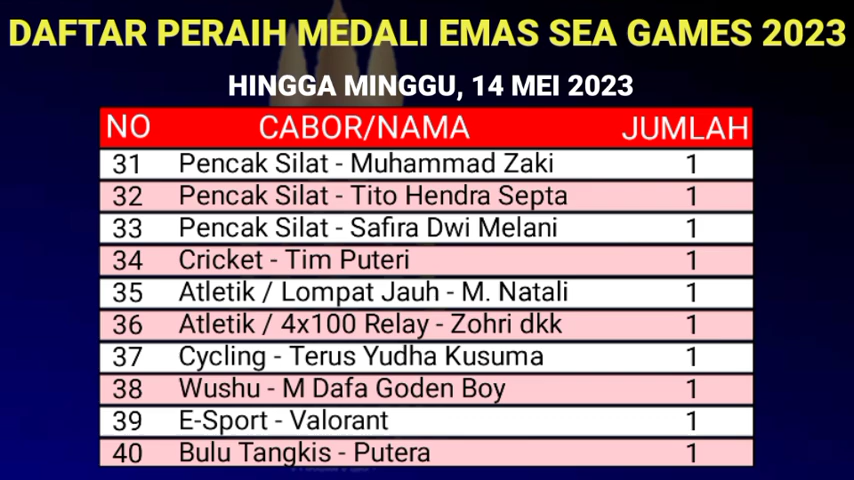 DAFTAR PERAIH MEDALI EMAS SEA GAMES 2023
HINGGA MINGGU, 14 MEI 2023
NO CABOR/NAMA JUMLAH
31 Pencak Silat - Muhammad Zaki 1
32 Pencak Silat - Tito Hendra Septa 1
33 Pencak Silat - Safira Dwi Melani 1
34 Cricket - Tim Puteri 1
35 Atletik / Lompat Jauh - M. Natali 1
36 Atletik / 4x100 Relay - Zohri dkk 1
37 Cycling - Terus Yudha Kusuma 1
38 Wushu - M Dafa Goden Boy 1
39 E-Sport - Valorant 1
40 Bulu Tangkis - Putera 1